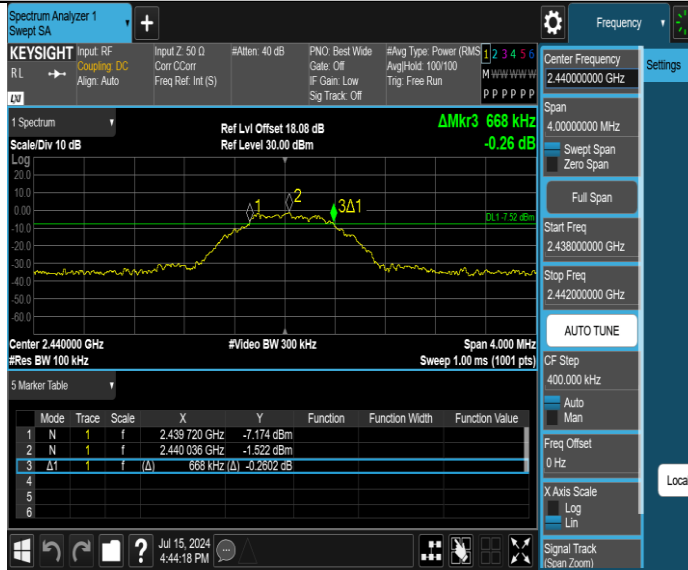 Spectrum Analyzer 1
Swept SA
+
Frequency
KEYSIGHT
RL
LXI
Input: RF
Coupling: DC
Align: Auto
Input Z: 50 Ω
Corr CCorr
Freq Ref: Int (S)
#Atten: 40 dB
PNO: Best Wide
Gate: Off
IF Gain: Low
Sig Track: Off
#Avg Type: Power (RMS
Avg|Hold: 100/100
Trig: Free Run
1 2 3 4 5 6
M W W W W W
P P P P P P
1 Spectrum
Scale/Div 10 dB
Ref Lvl Offset 18.08 dB
Ref Level 30.00 dBm
ΔMkr3 668 kHz
-0.26 dB
Log
20.0
10.0
0.00
-10.0
-20.0
-30.0
-40.0
-50.0
-60.0
1
2
3Δ1
DL1 -7.52 dBm
Center 2.440000 GHz
#Video BW 300 kHz
Span 4.000 MHz
#Res BW 100 kHz
Sweep 1.00 ms (1001 pts)
5 Marker Table
Mode Trace Scale X Y Function Function Width Function Value
1 N 1 f 2.439 720 GHz -7.174 dBm
2 N 1 f 2.440 036 GHz -1.522 dBm
3 Δ1 1 f (Δ) 668 kHz (Δ) -0.2602 dB
4
5
6
?
Jul 15, 2024
4:44:18 PM
Center Frequency
2.440000000 GHz
Span
4.00000000 MHz
Swept Span
Zero Span
Full Span
Start Freq
2.438000000 GHz
Stop Freq
2.442000000 GHz
AUTO TUNE
CF Step
400.000 kHz
Auto
Man
Freq Offset
0 Hz
X Axis Scale
Log
Lin
Signal Track
(Span Zoom)
Settings
Loca